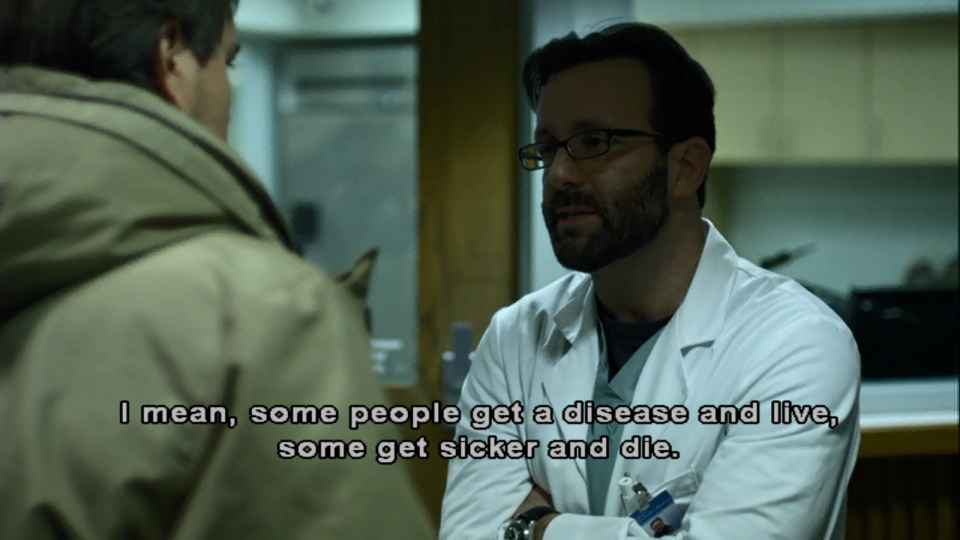 I mean, some people get a disease and live,
some get sicker and die.